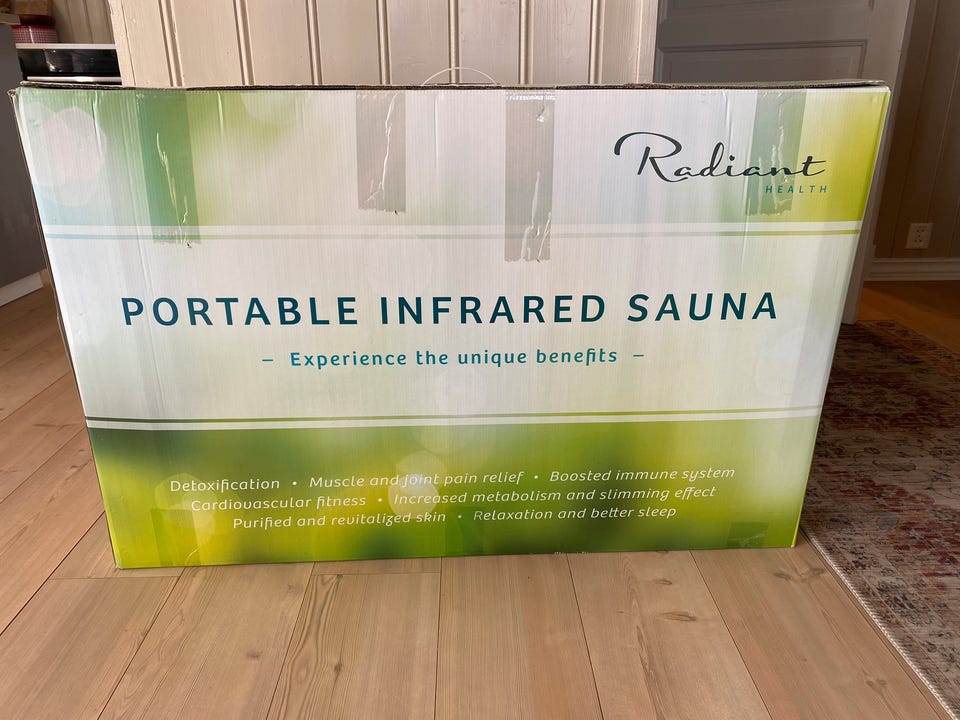 Radiant
HEALTH
PORTABLE INFRARED SAUNA
– Experience the unique benefits –
Detoxification • Muscle and joint pain relief • Boosted immune system
Cardiovascular fitness • Increased metabolism and slimming effect
Purified and revitalized skin • Relaxation and better sleep